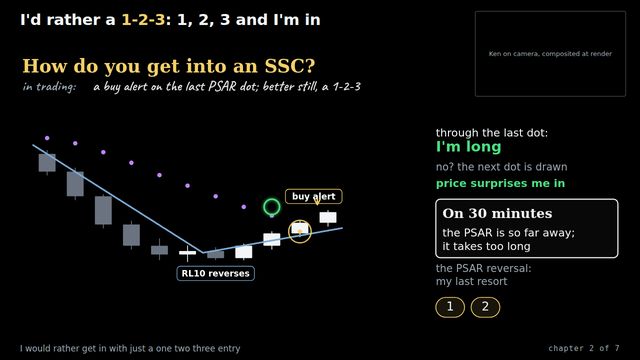 I'd rather a 1-2-3: 1, 2, 3 and I'm in
Ken on camera, composited at render
How do you get into an SSC?
in trading: a buy alert on the last PSAR dot; better still, a 1-2-3
through the last dot:
I'm long
no? the next dot is drawn
price surprises me in
buy alert
On 30 minutes
the PSAR is so far away;
it takes too long
RL10 reverses
the PSAR reversal:
my last resort
1 2
I would rather get in with just a one two three entry
chapter 2 of 7